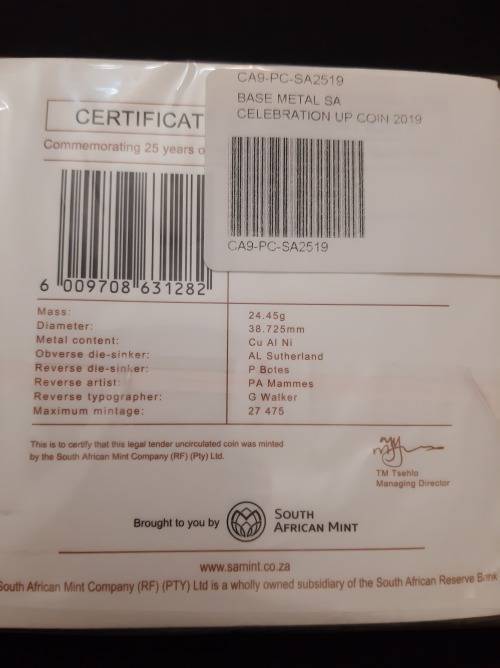 CA9-PC-SA2519
BASE METAL SA
CELEBRATION UP COIN 2019
CA9-PC-SA2519
CERTIFICAT
Commemorating 25 years o
6 009708 631282
Mass: 24.45g
Diameter: 38.725mm
Metal content: Cu Al Ni
Obverse die-sinker: AL Sutherland
Reverse die-sinker: P Botes
Reverse artist: PA Mammes
Reverse typographer: G Walker
Maximum mintage: 27 475
This is to certify that this legal tender uncirculated coin was minted
by the South African Mint Company (RF) (Pty) Ltd.
TM Tsehlo
Managing Director
Brought to you by
SOUTH
AFRICAN MINT
www.samint.co.za
South African Mint Company (RF) (PTY) Ltd is a wholly owned subsidiary of the South African Reserve Bank